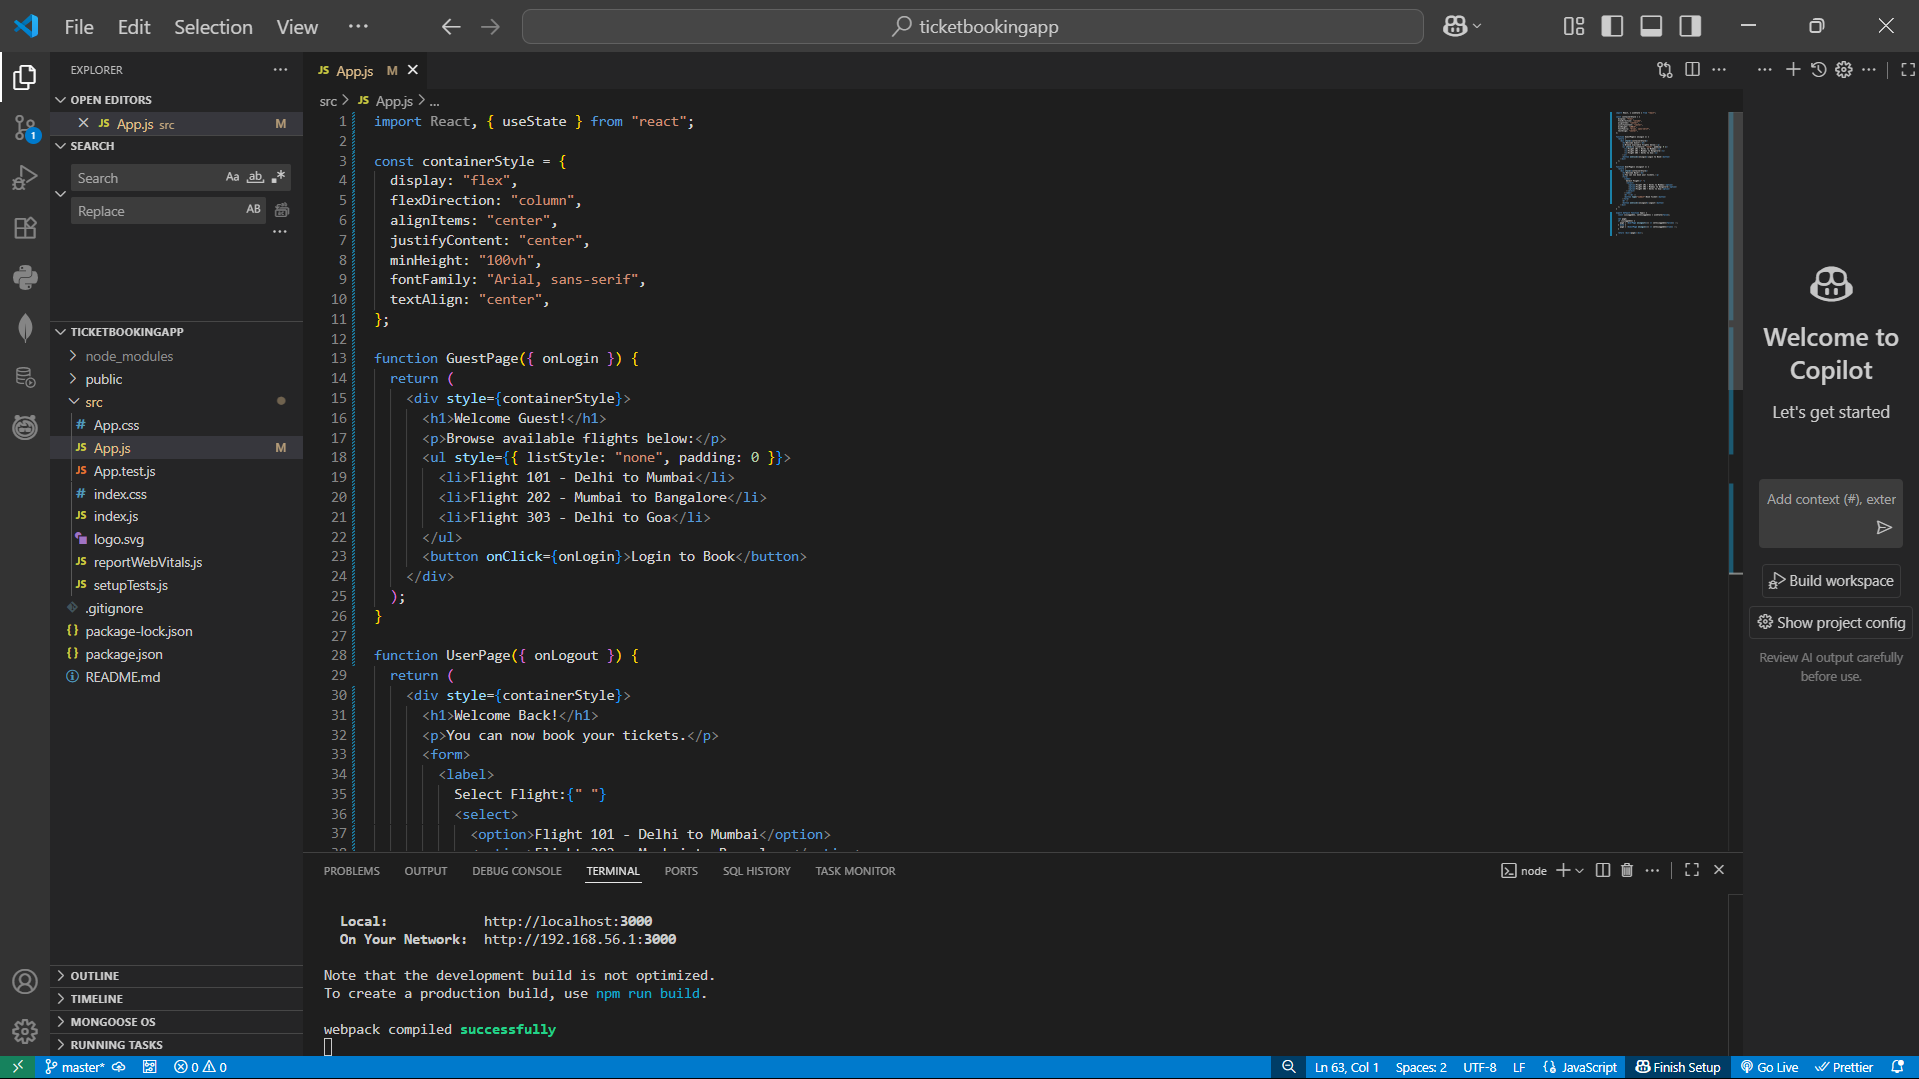 File Edit Selection View ticketbookingapp
EXPLORER
OPEN EDITORS
JS App.js src M
SEARCH
Search Aa ab .*
Replace AB
TICKETBOOKINGAPP
node_modules
public
src
# App.css
JS App.js M
JS App.test.js
# index.css
JS index.js
logo.svg
JS reportWebVitals.js
JS setupTests.js
.gitignore
{} package-lock.json
{} package.json
README.md
OUTLINE
TIMELINE
MONGOOSE OS
RUNNING TASKS
JS App.js M
src > JS App.js > ...
1 import React, { useState } from "react";
2
3 const containerStyle = {
4 display: "flex",
5 flexDirection: "column",
6 alignItems: "center",
7 justifyContent: "center",
8 minHeight: "100vh",
9 fontFamily: "Arial, sans-serif",
10 textAlign: "center",
11 };
12
13 function GuestPage({ onLogin }) {
14 return (
15 <div style={containerStyle}>
16 <h1>Welcome Guest!</h1>
17 <p>Browse available flights below:</p>
18 <ul style={{ listStyle: "none", padding: 0 }}>
19 <li>Flight 101 - Delhi to Mumbai</li>
20 <li>Flight 202 - Mumbai to Bangalore</li>
21 <li>Flight 303 - Delhi to Goa</li>
22 </ul>
23 <button onClick={onLogin}>Login to Book</button>
24 </div>
25 );
26 }
27
28 function UserPage({ onLogout }) {
29 return (
30 <div style={containerStyle}>
31 <h1>Welcome Back!</h1>
32 <p>You can now book your tickets.</p>
33 <form>
34 <label>
35 Select Flight:{" "}
36 <select>
37 <option>Flight 101 - Delhi to Mumbai</option>
PROBLEMS OUTPUT DEBUG CONSOLE TERMINAL PORTS SQL HISTORY TASK MONITOR node
Local: http://localhost:3000
On Your Network: http://192.168.56.1:3000
Note that the development build is not optimized.
To create a production build, use npm run build.
webpack compiled successfully
Welcome to
Copilot
Let's get started
Add context (#), exter
Build workspace
Show project config
Review AI output carefully
before use.
1
master* 0 0 Ln 63, Col 1 Spaces: 2 UTF-8 LF {} JavaScript Finish Setup Go Live Prettier